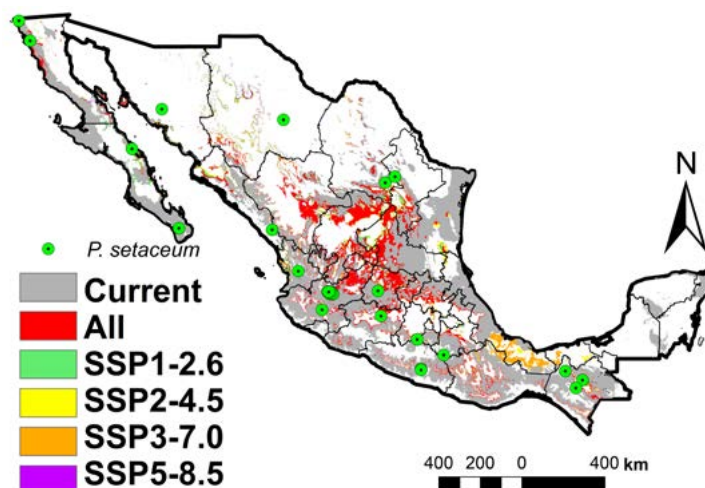 N
P. setaceum
Current
All
SSP1-2.6
SSP2-4.5
SSP3-7.0
SSP5-8.5
400 200 0 400 km